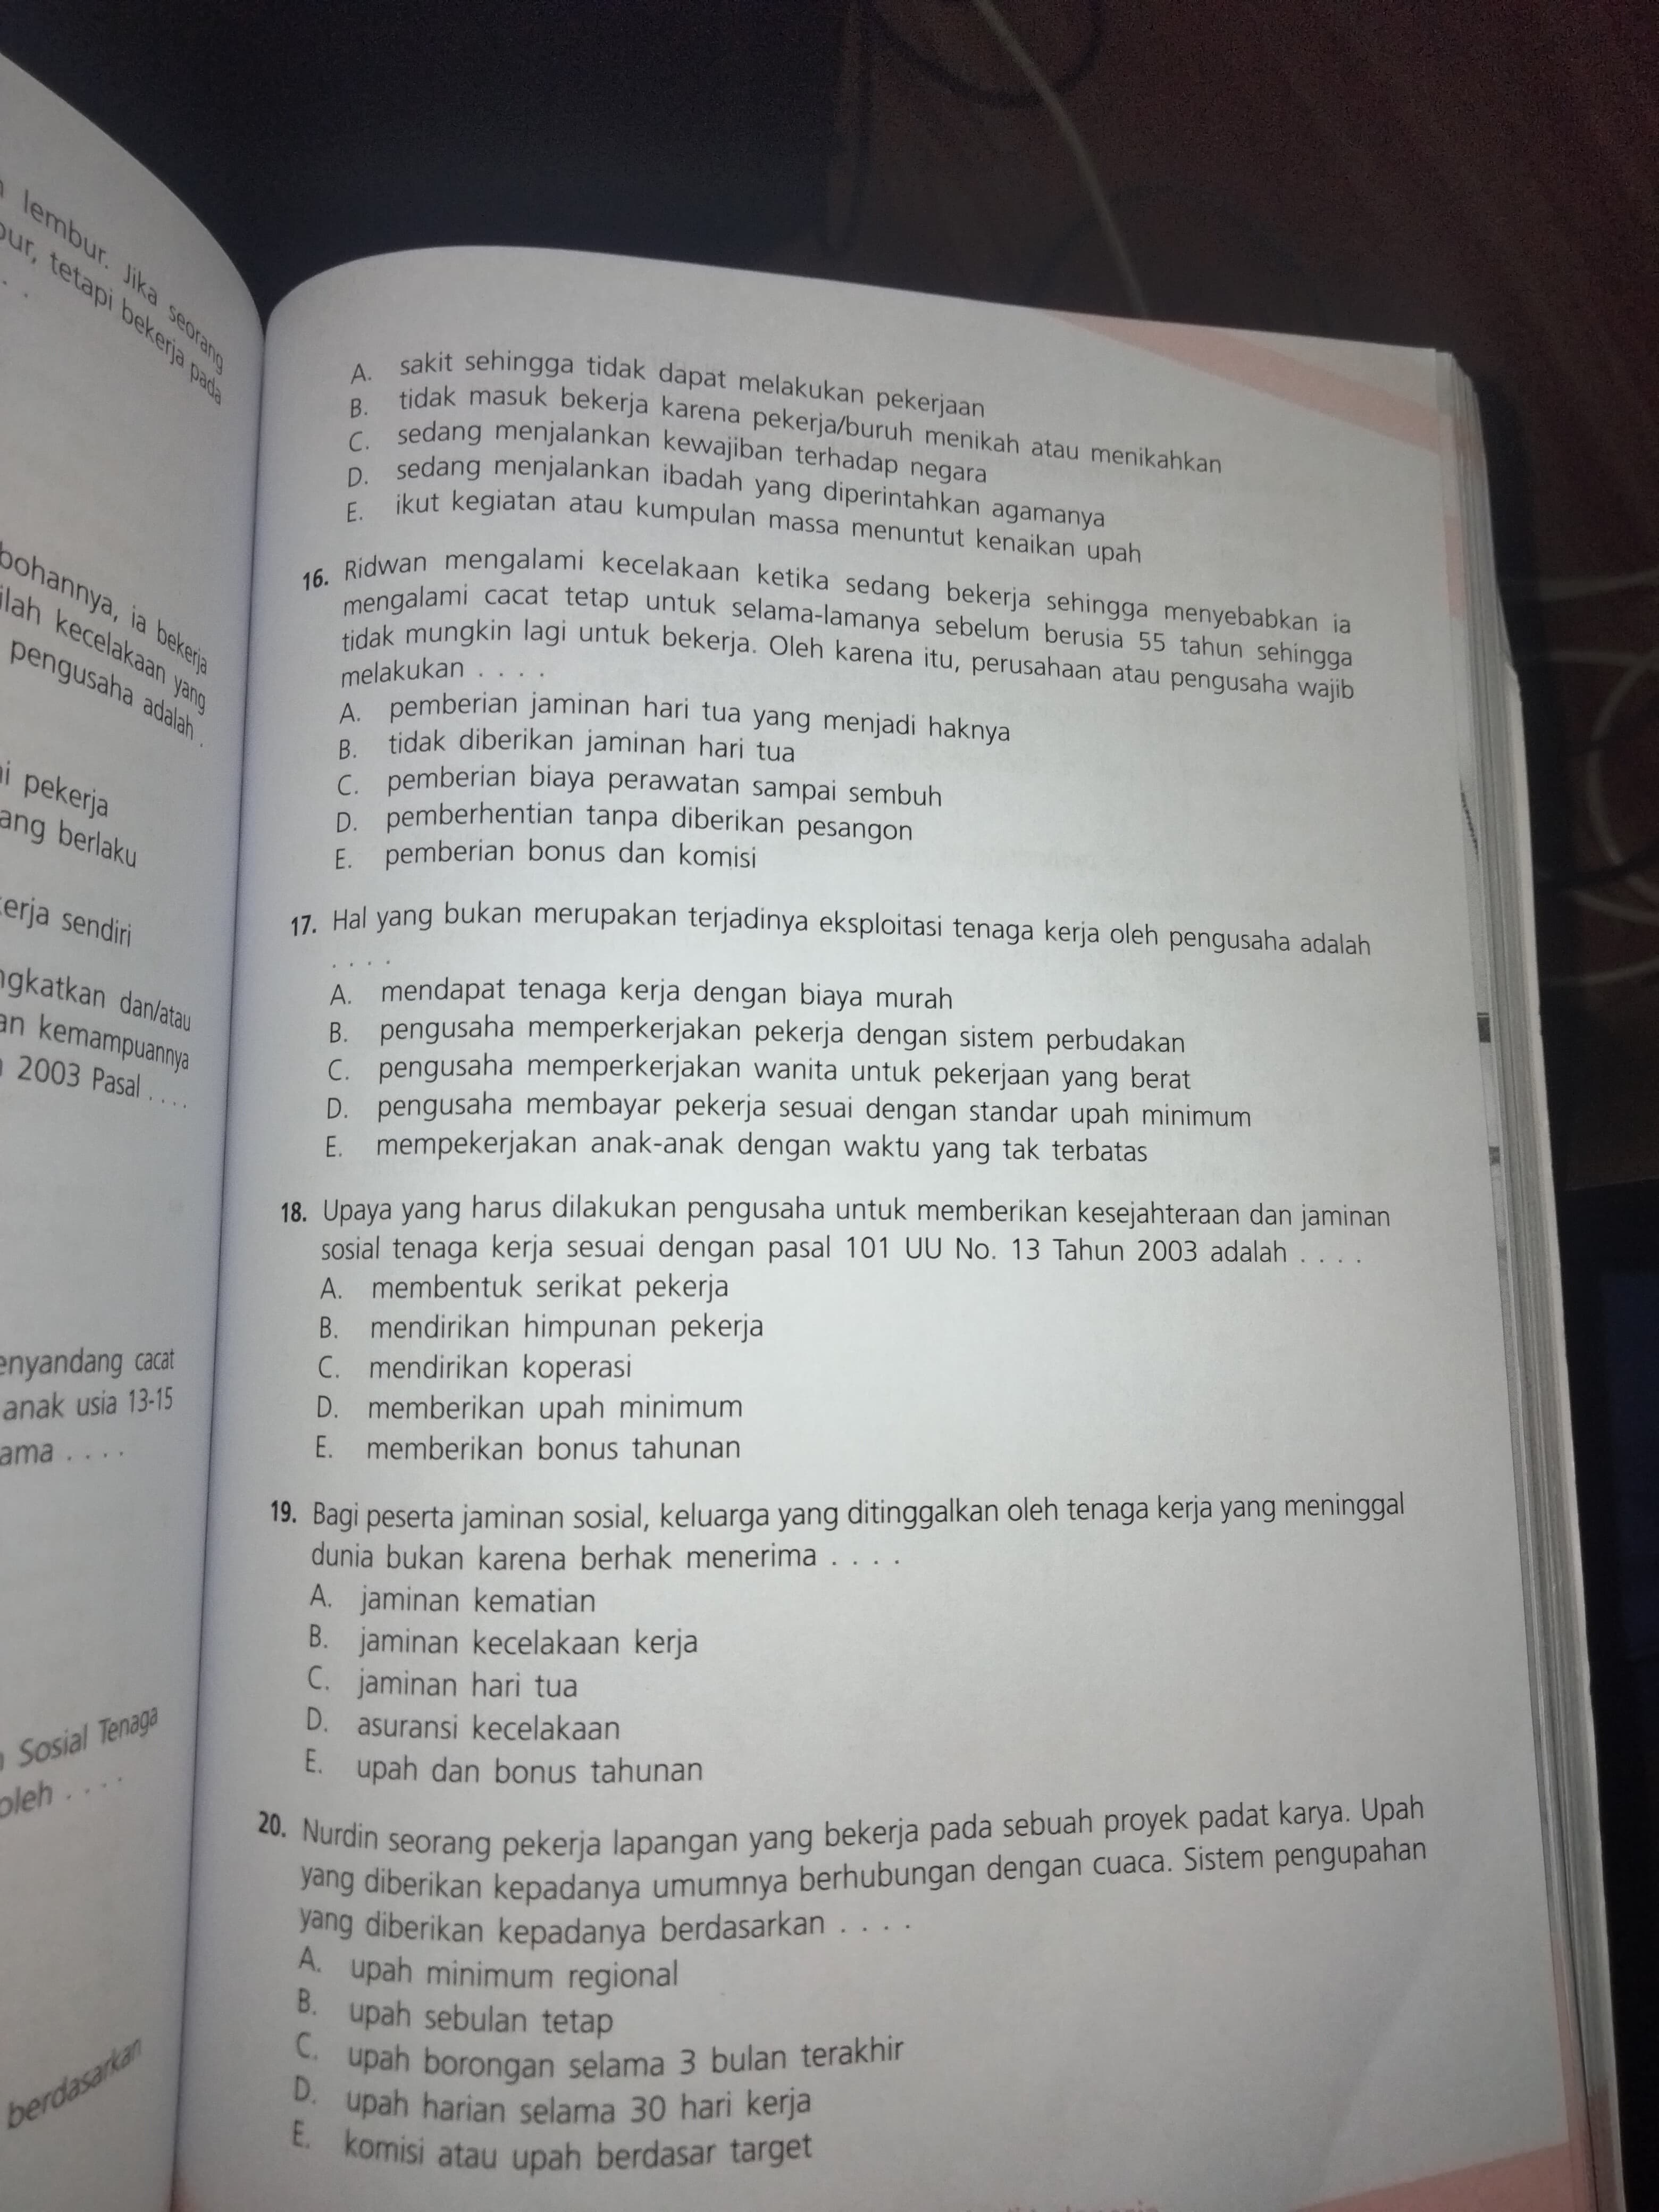 lembur. Jika seorang
tetapi bekerja pada
. .
ia bekerja
kecelakaan yang
pengusaha adalah .
pekerja
berlaku
sendiri
dan/atau
kemampuannya
2003 Pasal . . . .
cacat
anak usia 13-15
. . . .
Sosial Tenaga
oleh . . . .
berdasarkan
A. sakit sehingga tidak dapat melakukan pekerjaan
B. tidak masuk bekerja karena pekerja/buruh menikah atau menikahkan
C. sedang menjalankan kewajiban terhadap negara
D. sedang menjalankan ibadah yang diperintahkan agamanya
E. ikut kegiatan atau kumpulan massa menuntut kenaikan upah
16. Ridwan mengalami kecelakaan ketika sedang bekerja sehingga menyebabkan ia
mengalami cacat tetap untuk selama-lamanya sebelum berusia 55 tahun sehingga
tidak mungkin lagi untuk bekerja. Oleh karena itu, perusahaan atau pengusaha wajib
melakukan . . . .
A. pemberian jaminan hari tua yang menjadi haknya
B. tidak diberikan jaminan hari tua
C. pemberian biaya perawatan sampai sembuh
D. pemberhentian tanpa diberikan pesangon
E. pemberian bonus dan komisi
17. Hal yang bukan merupakan terjadinya eksploitasi tenaga kerja oleh pengusaha adalah
. . . .
A. mendapat tenaga kerja dengan biaya murah
B. pengusaha memperkerjakan pekerja dengan sistem perbudakan
C. pengusaha memperkerjakan wanita untuk pekerjaan yang berat
D. pengusaha membayar pekerja sesuai dengan standar upah minimum
E. mempekerjakan anak-anak dengan waktu yang tak terbatas
18. Upaya yang harus dilakukan pengusaha untuk memberikan kesejahteraan dan jaminan
sosial tenaga kerja sesuai dengan pasal 101 UU No. 13 Tahun 2003 adalah . . . .
A. membentuk serikat pekerja
B. mendirikan himpunan pekerja
C. mendirikan koperasi
D. memberikan upah minimum
E. memberikan bonus tahunan
19. Bagi peserta jaminan sosial, keluarga yang ditinggalkan oleh tenaga kerja yang meninggal
dunia bukan karena berhak menerima . . . .
A. jaminan kematian
B. jaminan kecelakaan kerja
C. jaminan hari tua
D. asuransi kecelakaan
E. upah dan bonus tahunan
20. Nurdin seorang pekerja lapangan yang bekerja pada sebuah proyek padat karya. Upah
yang diberikan kepadanya umumnya berhubungan dengan cuaca. Sistem pengupahan
yang diberikan kepadanya berdasarkan . . . .
A. upah minimum regional
B. upah sebulan tetap
C. upah borongan selama 3 bulan terakhir
D. upah harian selama 30 hari kerja
E. komisi atau upah berdasar target